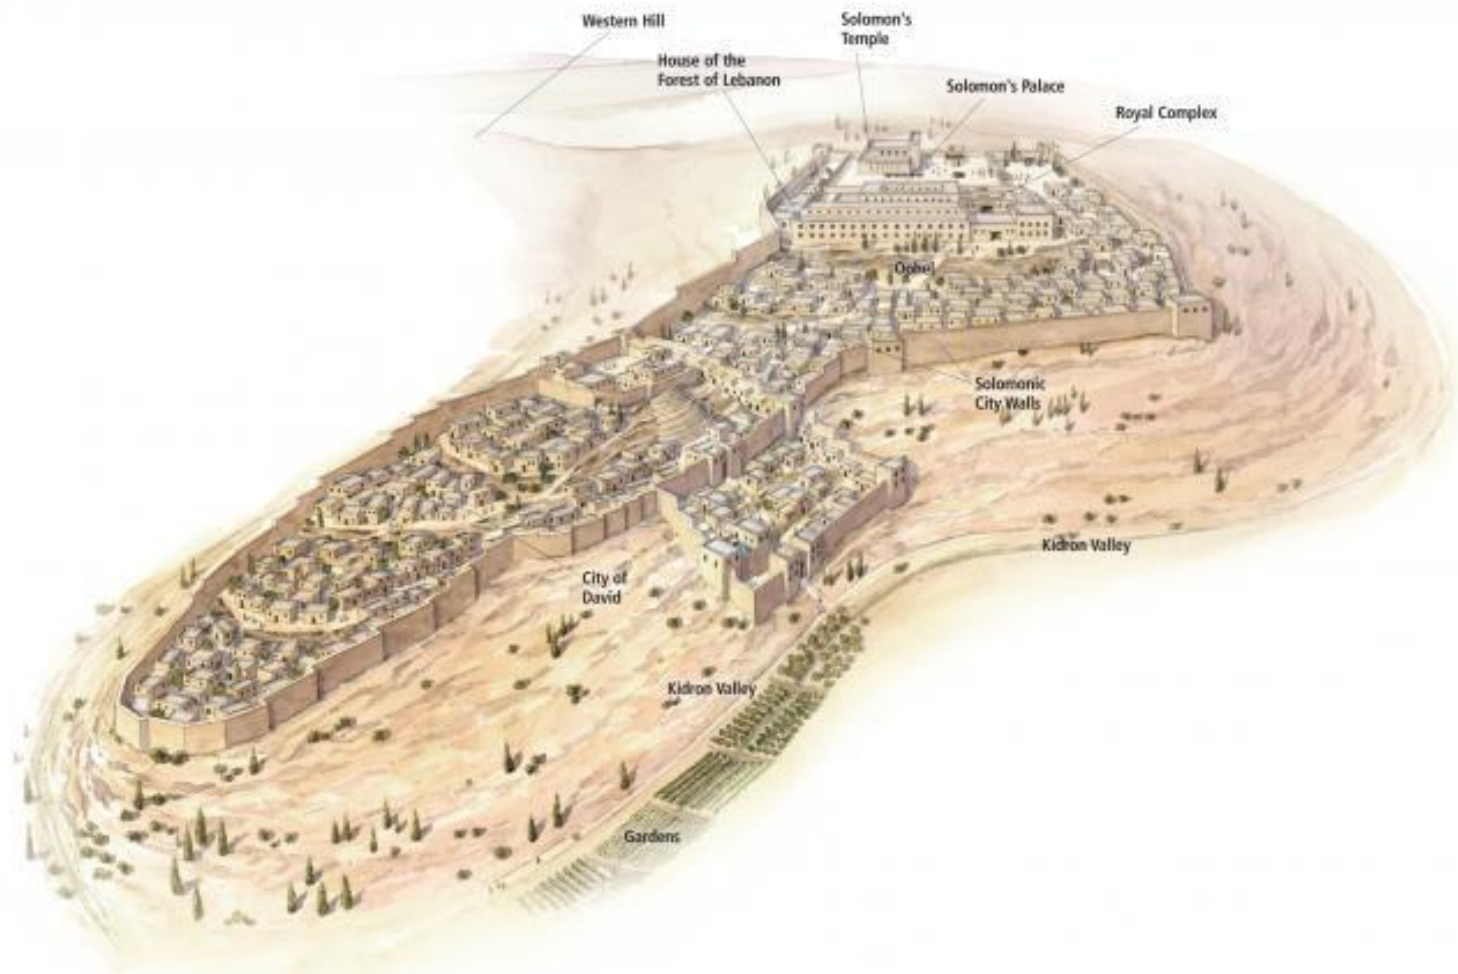 Western Hill
Solomon's
Temple
House of the
Forest of Lebanon
Solomon's Palace
Royal Complex
Ophel
Solomonic
City Walls
Kidron Valley
City of
David
Kidron Valley
Gardens